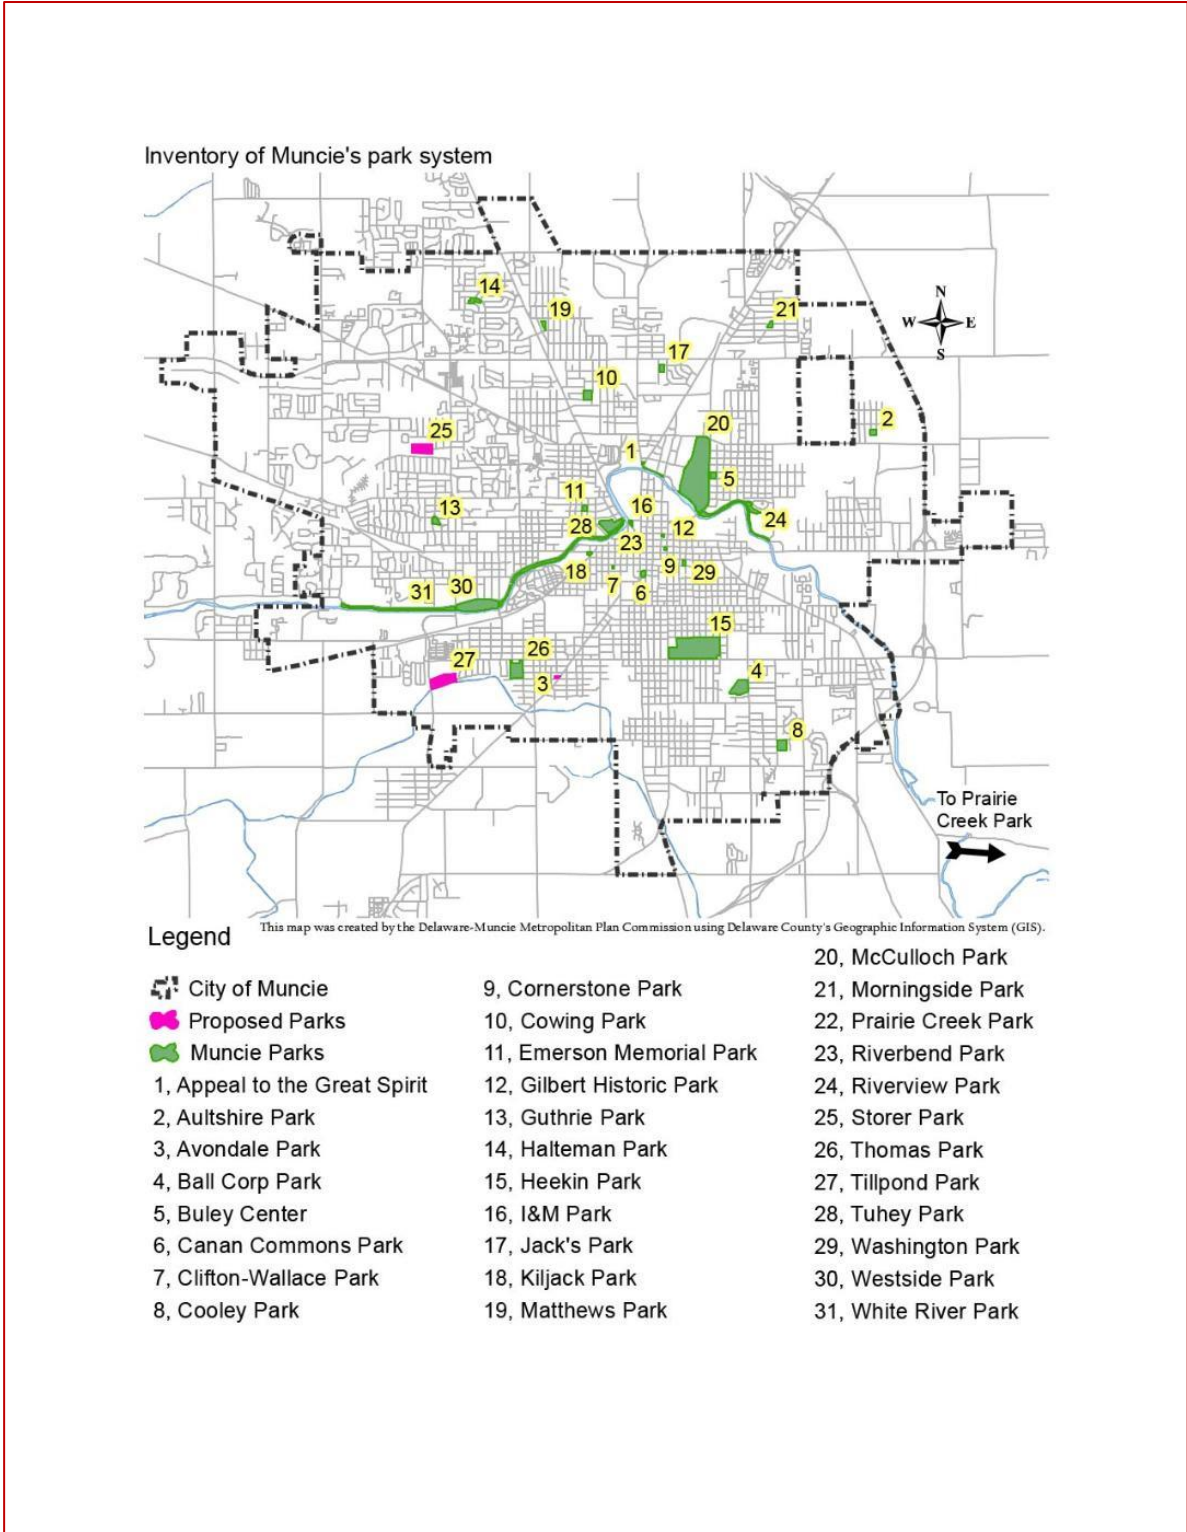 Inventory of Muncie's park system
14
19
21
N
W E
S
17
10
2
25
20
1
5
11
16
13
28
12
24
23
18
9
29
7
6
31
30
15
26
27
3
4
8
To Prairie
Creek Park
This map was created by the Delaware-Muncie Metropolitan Plan Commission using Delaware County's Geographic Information System (GIS).
Legend
City of Muncie
Proposed Parks
Muncie Parks
1, Appeal to the Great Spirit
2, Aultshire Park
3, Avondale Park
4, Ball Corp Park
5, Buley Center
6, Canan Commons Park
7, Clifton-Wallace Park
8, Cooley Park
9, Cornerstone Park
10, Cowing Park
11, Emerson Memorial Park
12, Gilbert Historic Park
13, Guthrie Park
14, Halteman Park
15, Heekin Park
16, I&M Park
17, Jack's Park
18, Kiljack Park
19, Matthews Park
20, McCulloch Park
21, Morningside Park
22, Prairie Creek Park
23, Riverbend Park
24, Riverview Park
25, Storer Park
26, Thomas Park
27, Tillpond Park
28, Tuhey Park
29, Washington Park
30, Westside Park
31, White River Park